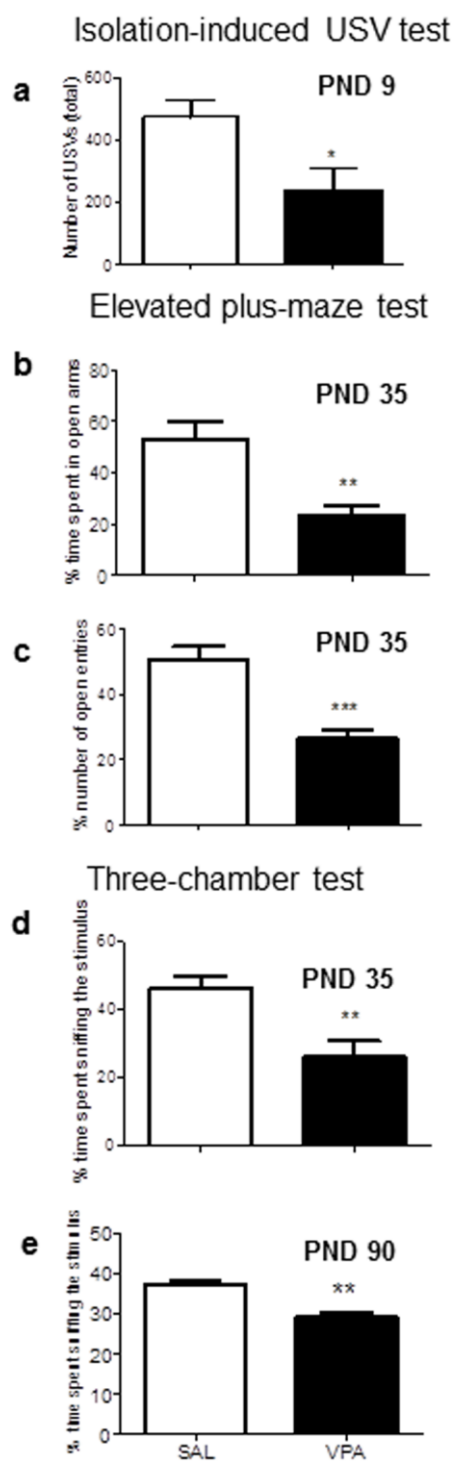 Isolation-induced USV test
a
PND 9
Number of USVs (total)
600
400
200
0
*
Elevated plus-maze test
b
PND 35
% time spent in open arms
80
60
40
20
0
**
c
PND 35
% number of open entries
60
40
20
0
***
Three-chamber test
d
PND 35
% time spent sniffing the stimulus
60
40
20
0
**
e
PND 90
% time spent sniffing the stimulus
50
40
30
20
10
0
**
SAL VPA